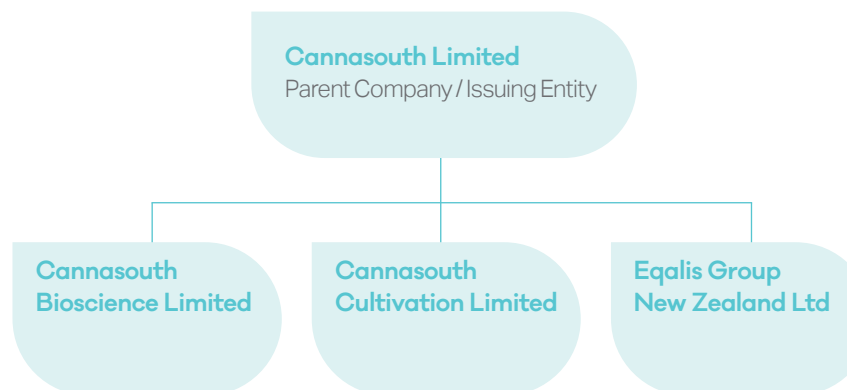 Cannasouth Limited
Parent Company / Issuing Entity
Cannasouth
Bioscience Limited
Cannasouth
Cultivation Limited
Eqalis Group
New Zealand Ltd